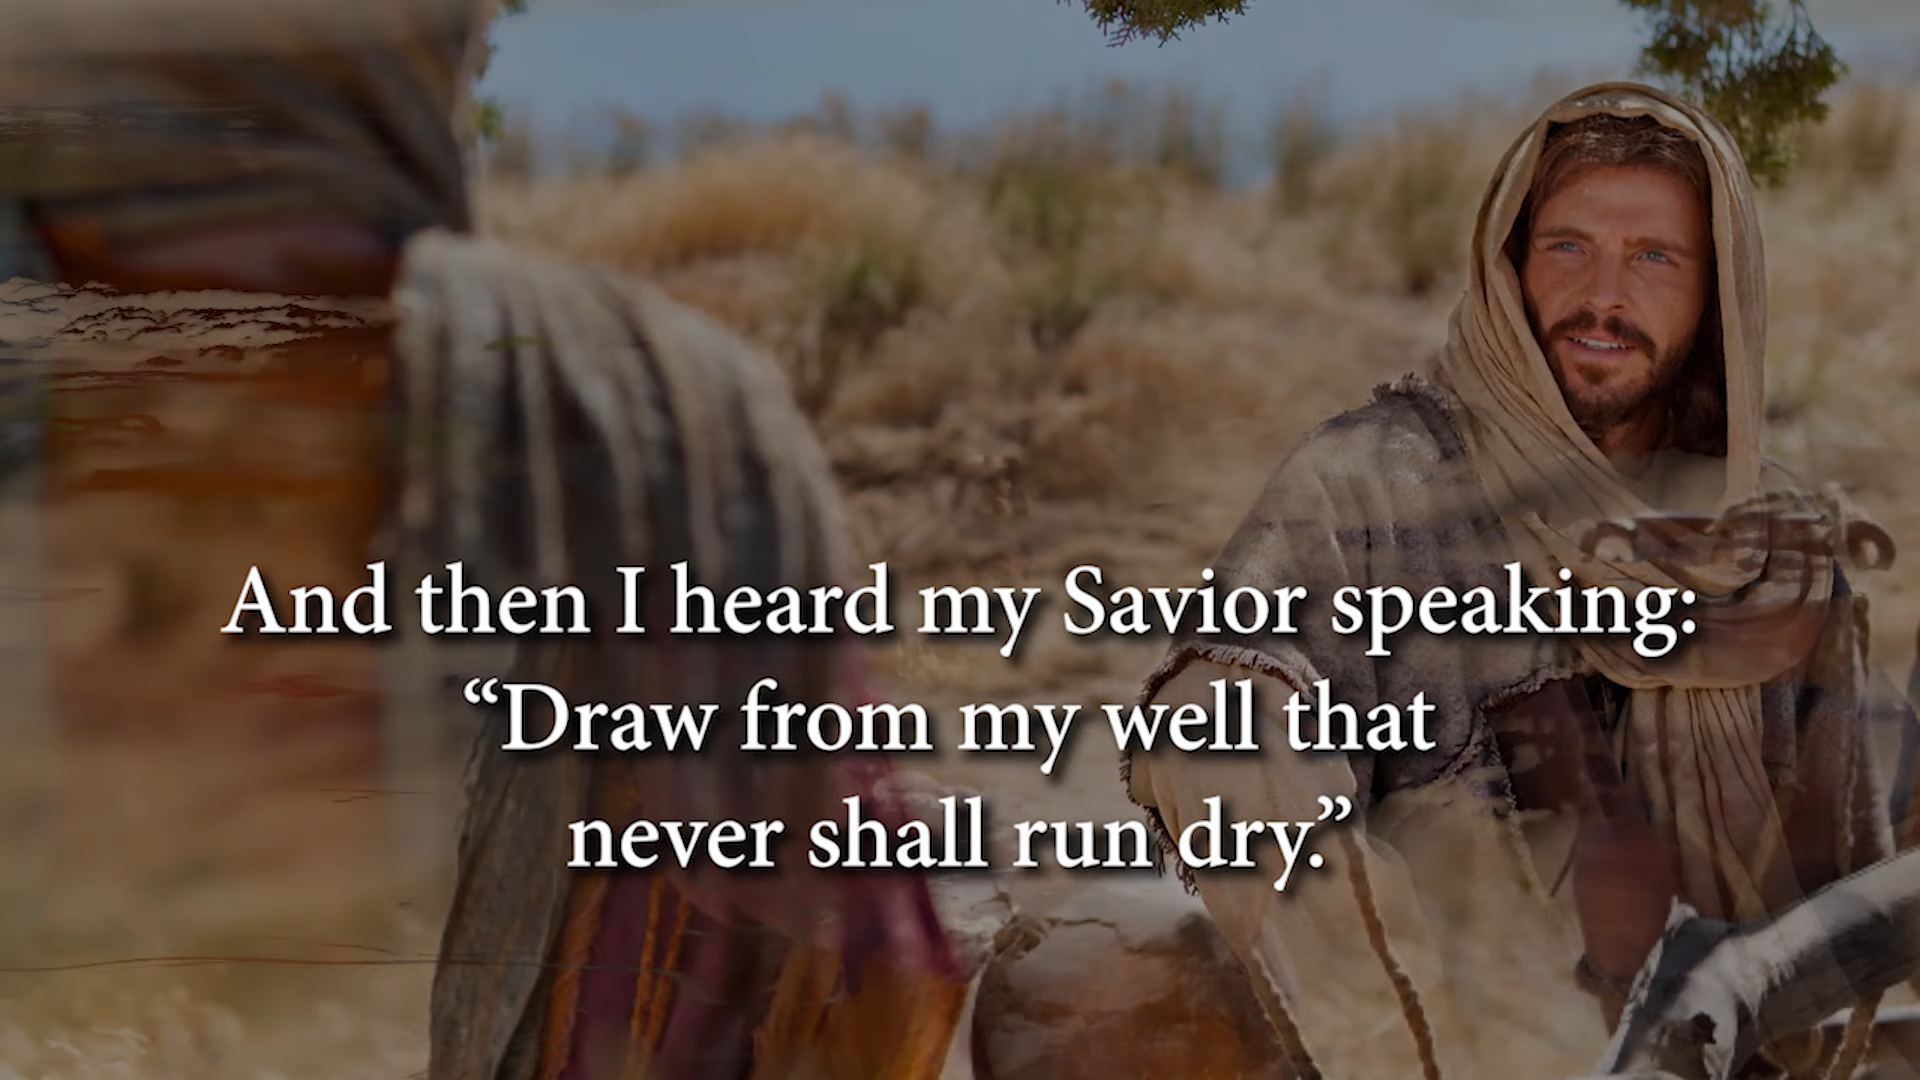 And then I heard my Savior speaking:
“Draw from my well that
never shall run dry.”